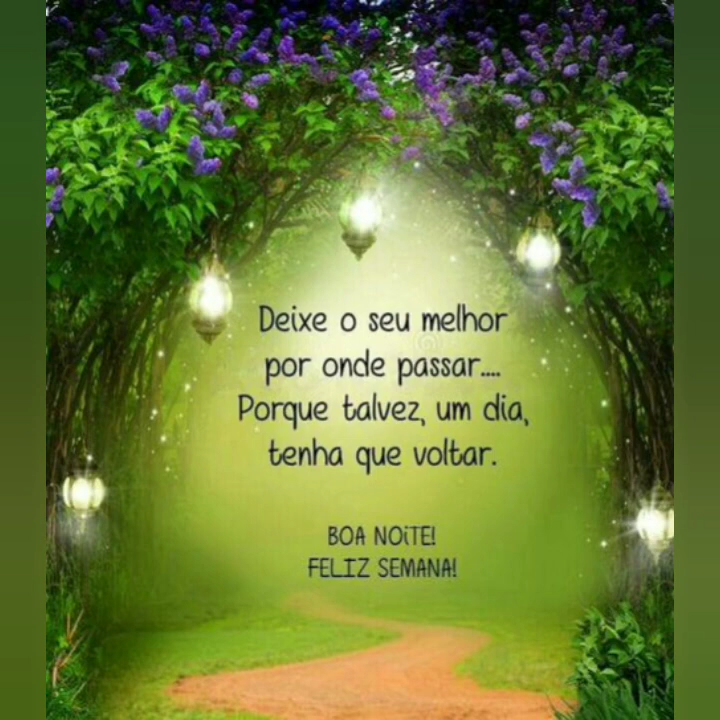 Deixe o seu melhor
por onde passar....
Porque talvez, um dia,
tenha que voltar.
BOA NOiTE!
FELIZ SEMANA!